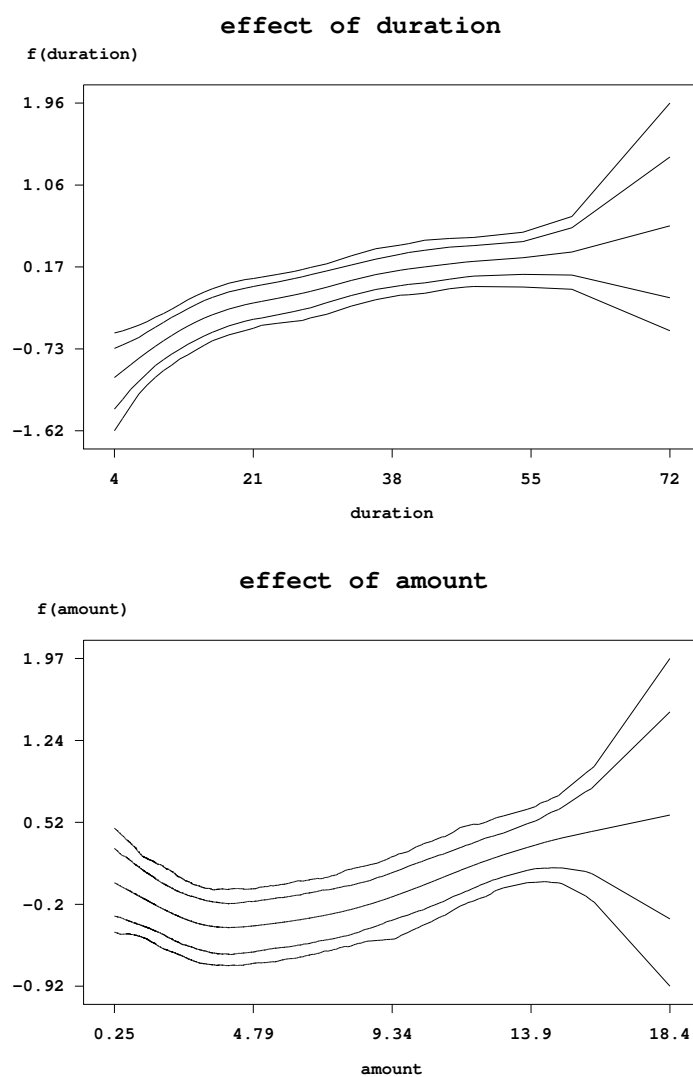 effect of duration
f(duration)
1.96
1.06
0.17
−0.73
−1.62
4 21 38 55 72
duration
effect of amount
f(amount)
1.97
1.24
0.52
−0.2
−0.92
0.25 4.79 9.34 13.9 18.4
amount